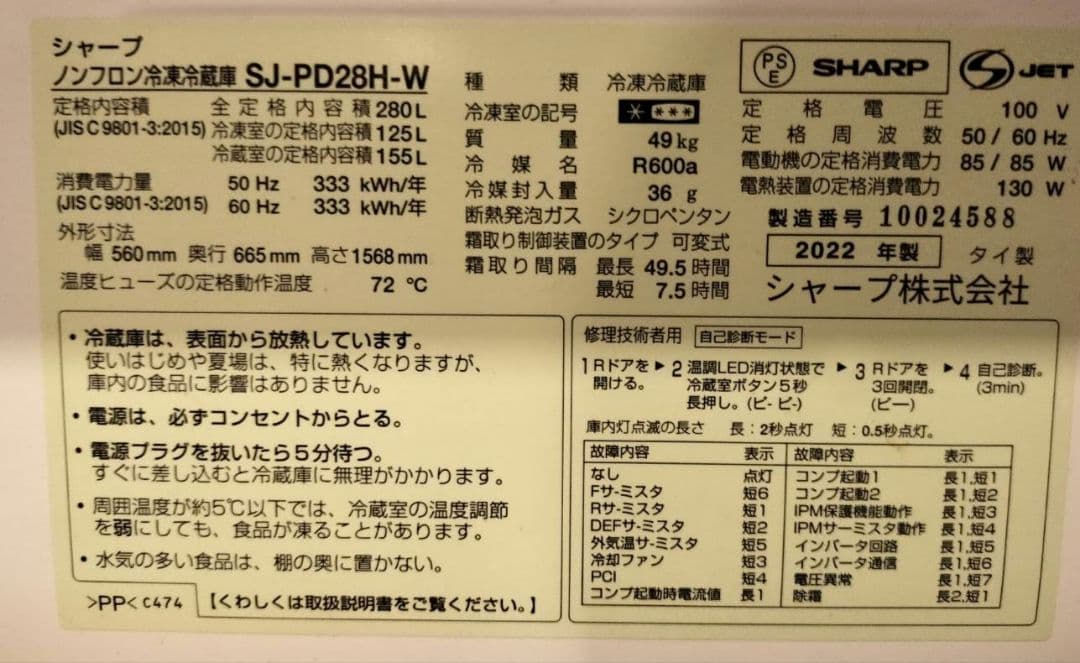 シャープ
ノンフロン冷凍冷蔵庫 SJ-PD28H-W
定格内容積 全定格内容積 280L
(JIS C 9801-3:2015) 冷凍室の定格内容積 125L
冷蔵室の定格内容積 155L
消費電力量 50 Hz 333 kWh/年
(JIS C 9801-3:2015) 60 Hz 333 kWh/年
外形寸法
幅 560mm 奥行 665mm 高さ1568mm
温度ヒューズの定格動作温度 72 ℃
種類 冷凍冷蔵庫
冷凍室の記号 * ***
質量 49kg
冷媒名 R600a
冷媒封入量 36 g
断熱発泡ガス シクロペンタン
霜取り制御装置のタイプ 可変式
霜取り間隔 最長 49.5時間
最短 7.5時間
PSE SHARP S-JET
定格電圧 100 V
定格周波数 50 / 60 Hz
電動機の定格消費電力 85 / 85 W
電熱装置の定格消費電力 130 W
製造番号 10024588
2022 年製 タイ製
シャープ株式会社
・冷蔵庫は、表面から放熱しています。
使いはじめや夏場は、特に熱くなりますが、
庫内の食品に影響はありません。
・電源は、必ずコンセントからとる。
・電源プラグを抜いたら5分待つ。
すぐに差し込むと冷蔵庫に無理がかかります。
・周囲温度が約5℃以下では、冷蔵室の温度調節
を弱にしても、食品が凍ることがあります。
・水気の多い食品は、棚の奥に置かない。
>PP< C474 【くわしくは取扱説明書をご覧ください。】
修理技術者用 自己診断モード
1 Rドアを開ける。 ▶ 2 温調LED消灯状態で冷蔵室ボタン5秒長押し。(ピ- ピ-) ▶ 3 Rドアを3回開閉。(ピー) ▶ 4 自己診断。(3min)
庫内灯点滅の長さ 長:2秒点灯 短:0.5秒点灯。
故障内容 表示 故障内容 表示
なし 点灯 コンプ起動1 長1,短1
Fサ-ミスタ 短6 コンプ起動2 長1,短2
Rサ-ミスタ 短1 IPM保護機能動作 長1,短3
DEFサ-ミスタ 短2 IPMサーミスタ動作 長1,短4
外気温サ-ミスタ 短5 インバータ回路 長1,短5
冷却ファン 短3 インバータ通信 長1,短6
PCI 短4 電圧異常 長1,短7
コンプ起動時電流値 長1 除霜 長2,短1